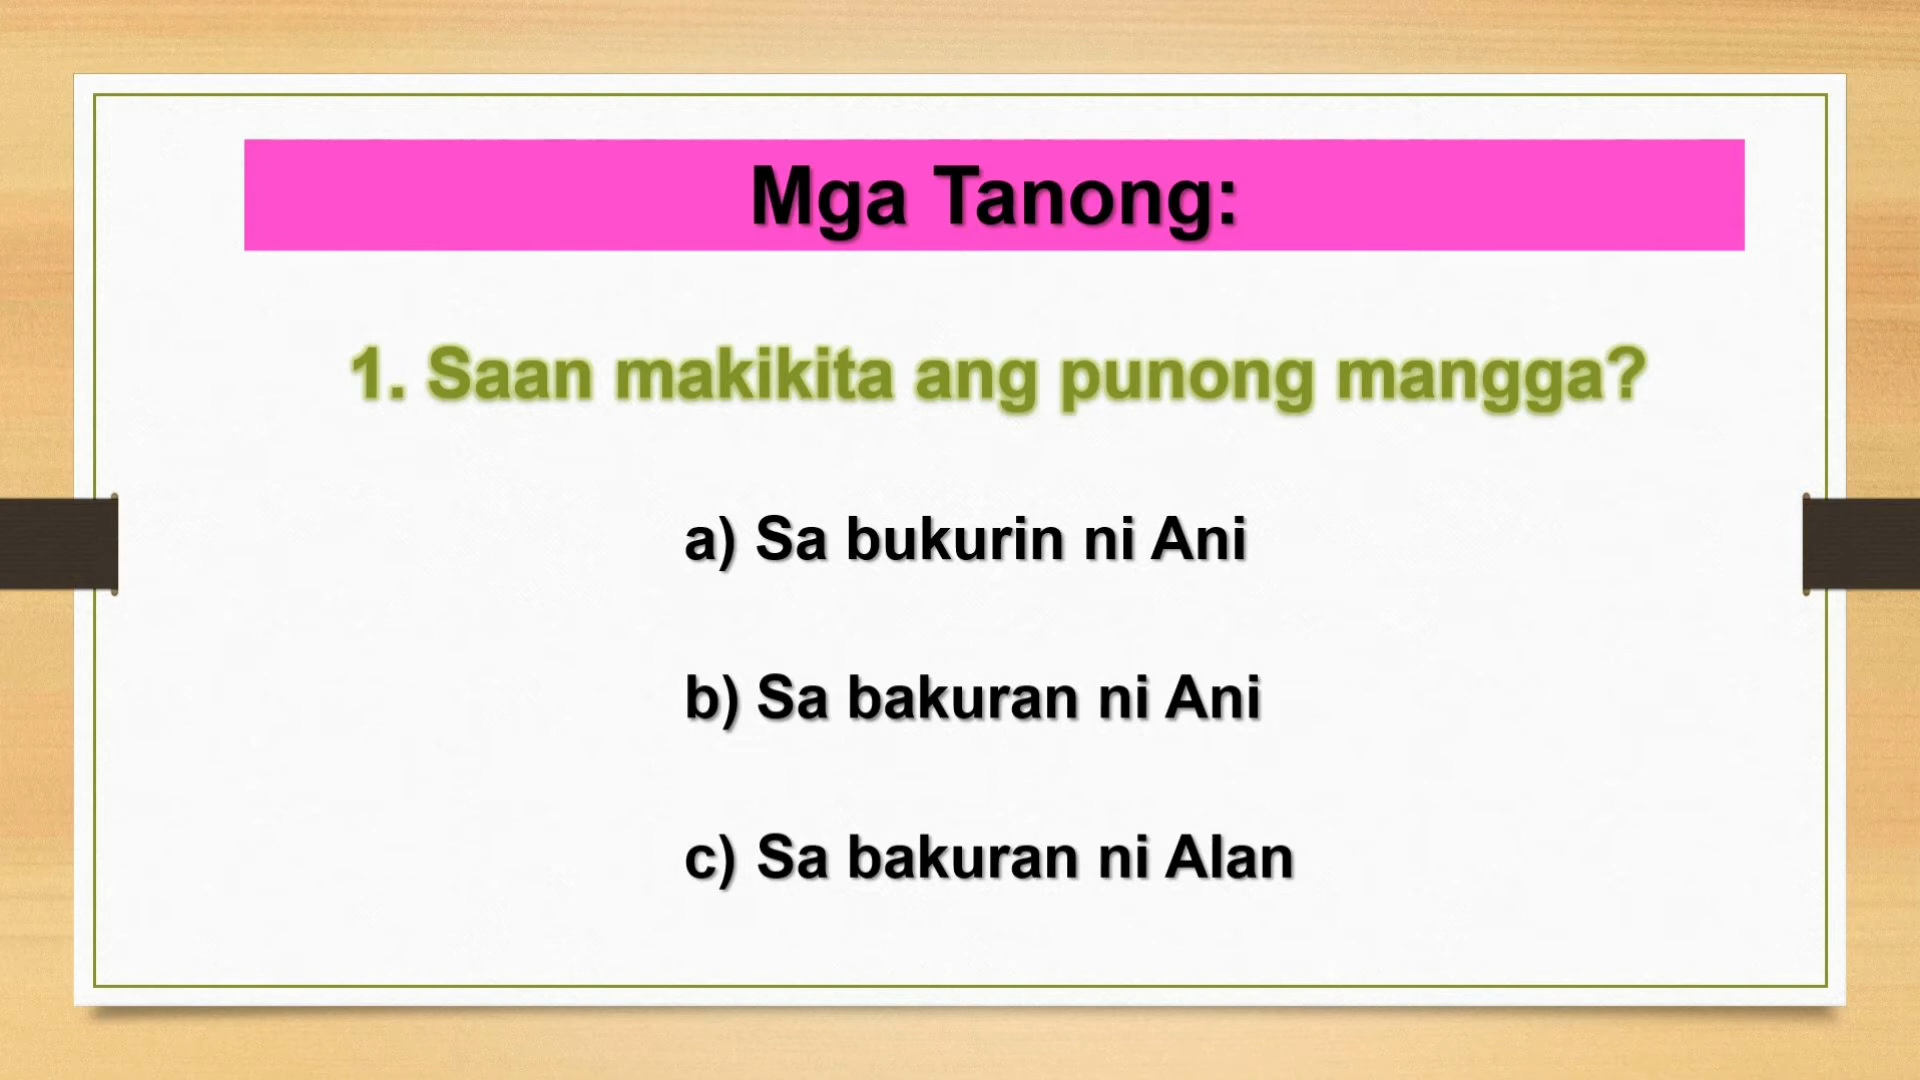 Mga Tanong:
1. Saan makikita ang punong mangga?
a) Sa bukurin ni Ani
b) Sa bakuran ni Ani
c) Sa bakuran ni Alan